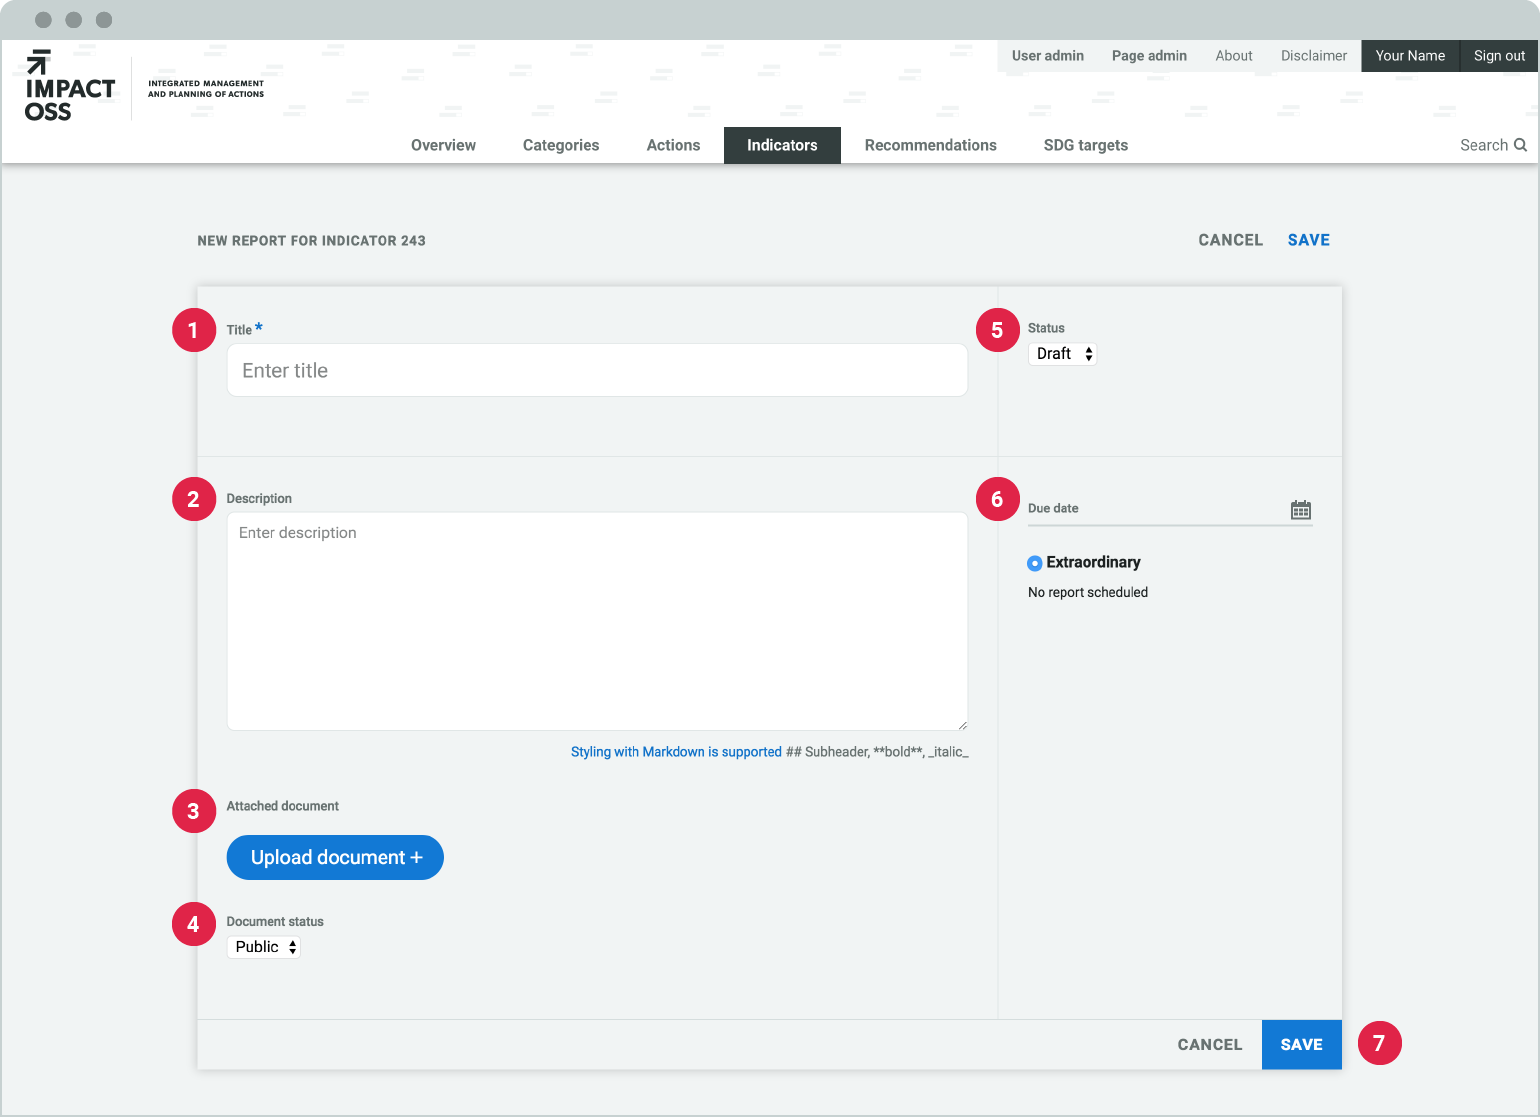 User admin Page admin About Disclaimer Your Name Sign out
IMPACT
OSS
INTEGRATED MANAGEMENT
AND PLANNING OF ACTIONS
Overview Categories Actions Indicators Recommendations SDG targets Search
NEW REPORT FOR INDICATOR 243 CANCEL SAVE
1 Title *
Enter title
5 Status
Draft
2 Description
Enter description
Styling with Markdown is supported ## Subheader, **bold**, _italic_
6 Due date
Extraordinary
No report scheduled
3 Attached document
Upload document +
4 Document status
Public
CANCEL SAVE 7